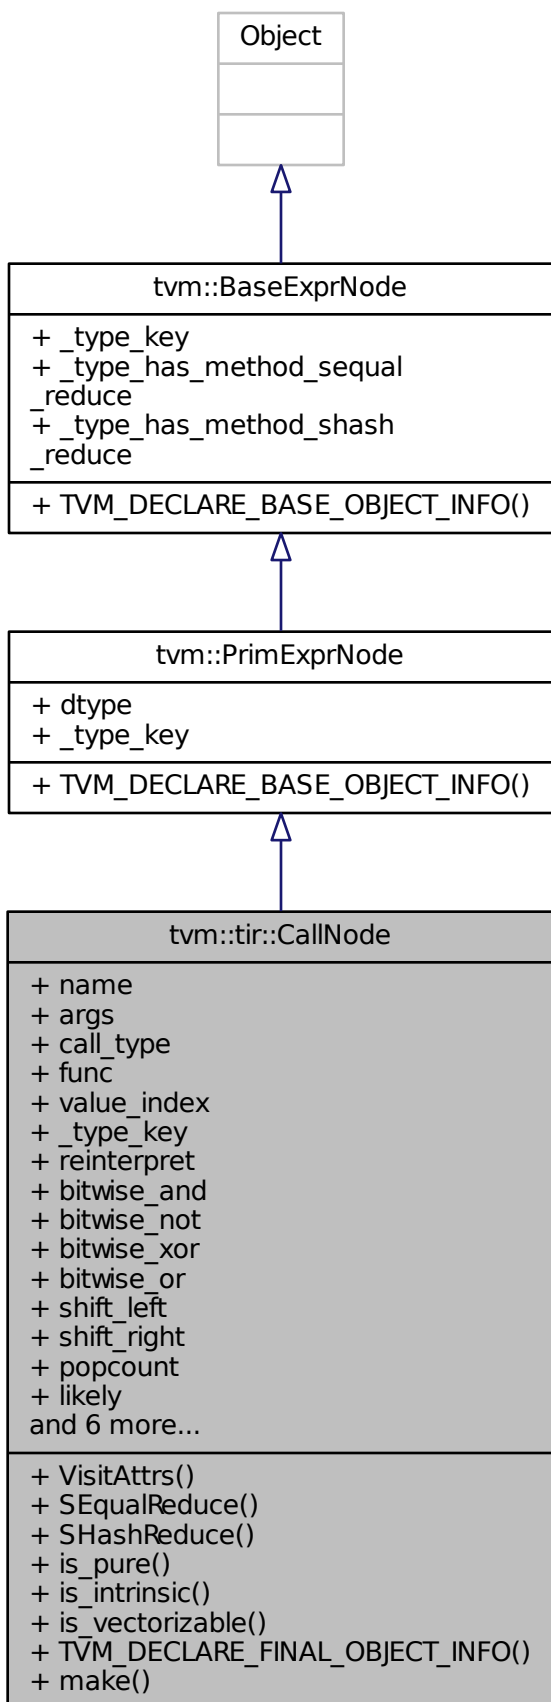 Object
tvm::BaseExprNode
+ _type_key
+ _type_has_method_sequal
_reduce
+ _type_has_method_shash
_reduce
+ TVM_DECLARE_BASE_OBJECT_INFO()
tvm::PrimExprNode
+ dtype
+ _type_key
+ TVM_DECLARE_BASE_OBJECT_INFO()
tvm::tir::CallNode
+ name
+ args
+ call_type
+ func
+ value_index
+ _type_key
+ reinterpret
+ bitwise_and
+ bitwise_not
+ bitwise_xor
+ bitwise_or
+ shift_left
+ shift_right
+ popcount
+ likely
and 6 more...
+ VisitAttrs()
+ SEqualReduce()
+ SHashReduce()
+ is_pure()
+ is_intrinsic()
+ is_vectorizable()
+ TVM_DECLARE_FINAL_OBJECT_INFO()
+ make()